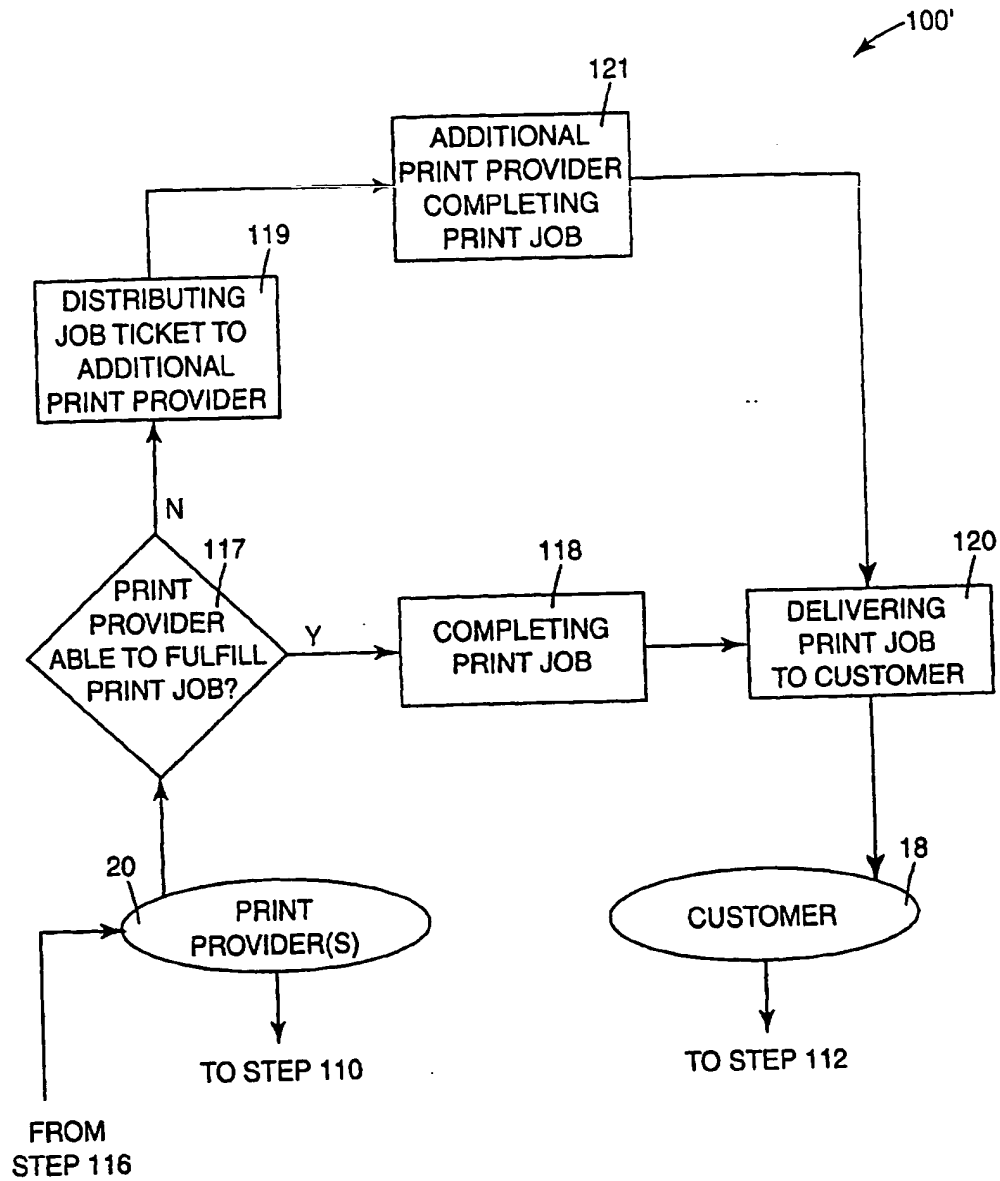 100'
121
ADDITIONAL
PRINT PROVIDER
COMPLETING
PRINT JOB
119
DISTRIBUTING
JOB TICKET TO
ADDITIONAL
PRINT PROVIDER
N
117
PRINT
PROVIDER
ABLE TO FULFILL
PRINT JOB?
Y
118
COMPLETING
PRINT JOB
120
DELIVERING
PRINT JOB
TO CUSTOMER
20
PRINT
PROVIDER(S)
18
CUSTOMER
TO STEP 110
TO STEP 112
FROM
STEP 116